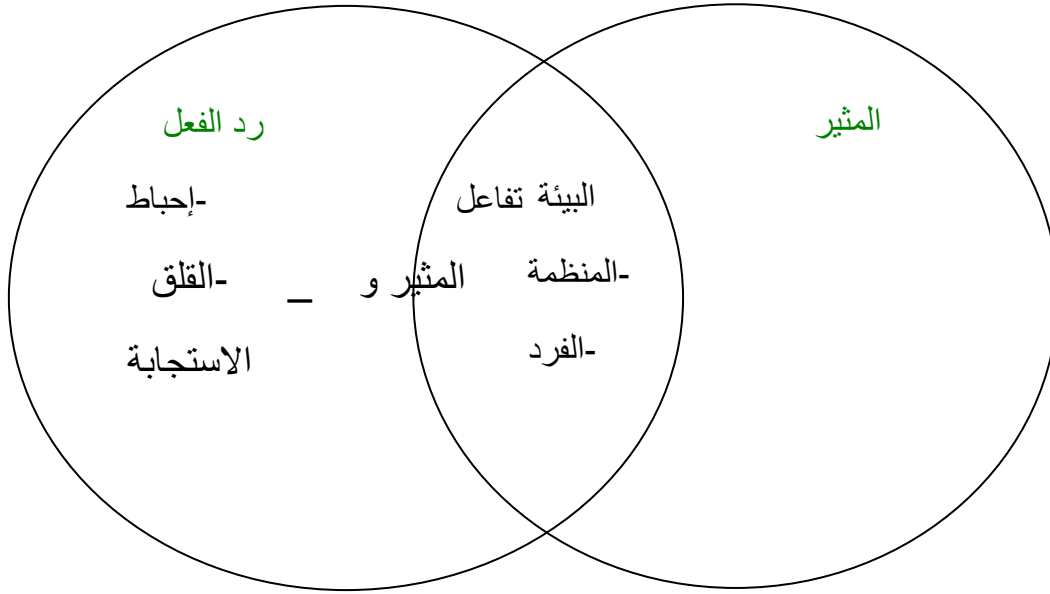 المثير
رد الفعل
البيئة تفاعل
-إحباط
-المنظمة
المثير و _
-القلق
-الفرد
الاستجابة